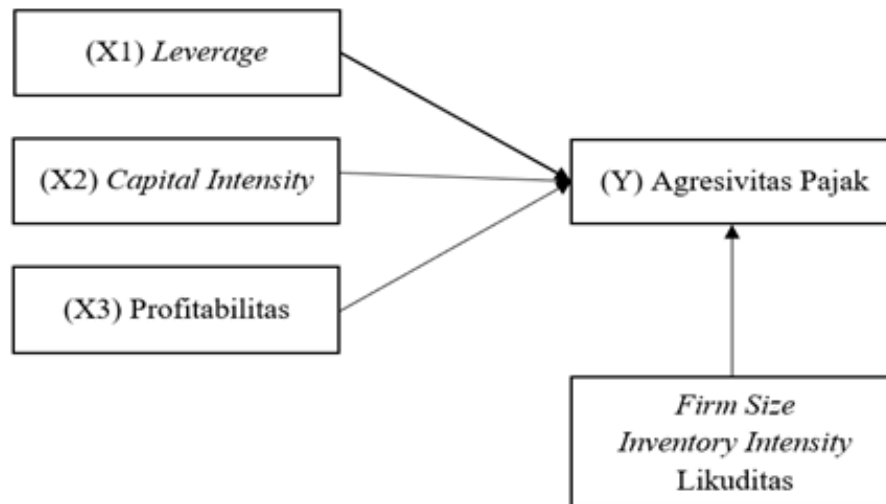 (X1) Leverage
(X2) Capital Intensity
(Y) Agresivitas Pajak
(X3) Profitabilitas
Firm Size
Inventory Intensity
Likuditas